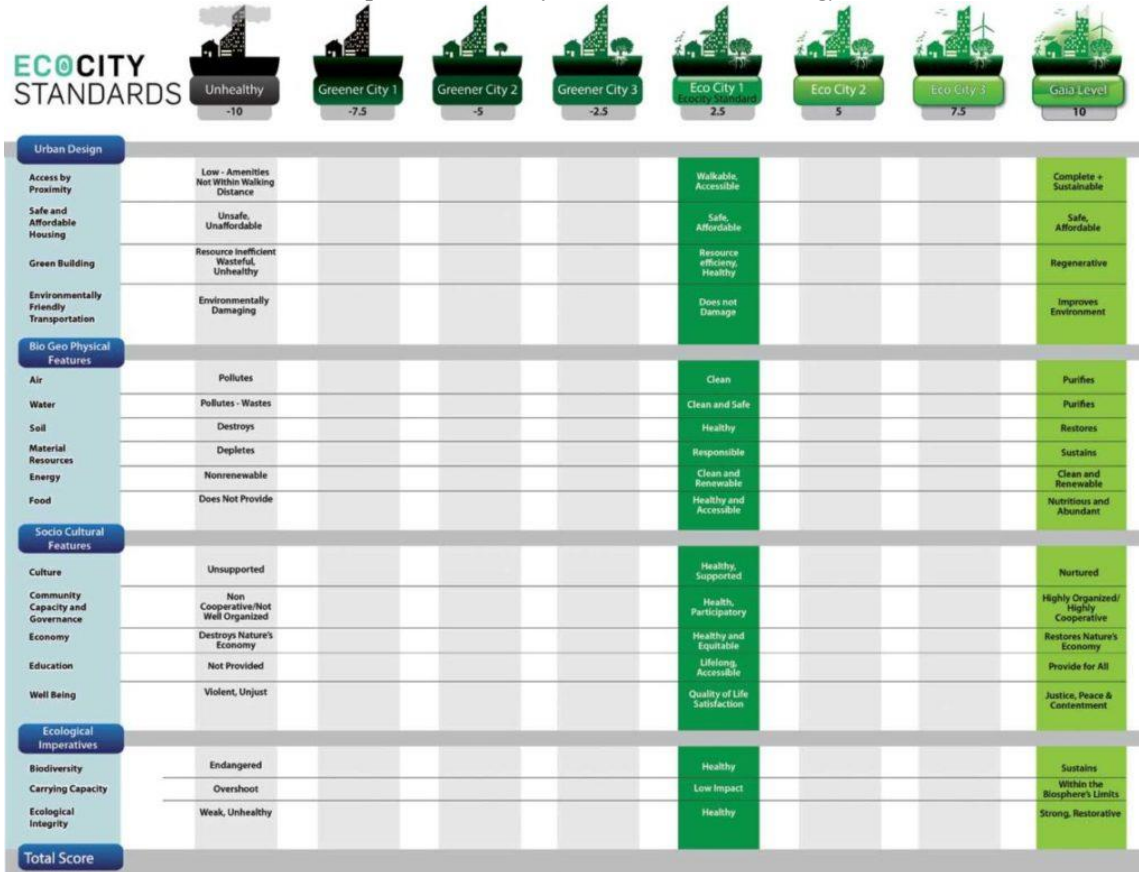 ECOCITY
STANDARDS
Unhealthy
-10
Greener City 1
-7.5
Greener City 2
-5
Greener City 3
-2.5
Eco City 1
Ecocity Standard
2.5
Eco City 2
5
Eco City 3
7.5
Gaia Level
10
Urban Design
Access by
Proximity
Low - Amenities
Not Within Walking
Distance
Walkable,
Accessible
Complete +
Sustainable
Safe and
Affordable
Housing
Unsafe,
Unaffordable
Safe,
Affordable
Safe,
Affordable
Green Building
Resource Inefficient
Wasteful,
Unhealthy
Resource
efficieny,
Healthy
Regenerative
Environmentally
Friendly
Transportation
Environmentally
Damaging
Does not
Damage
Improves
Environment
Bio Geo Physical
Features
Air
Pollutes
Clean
Purifies
Water
Pollutes - Wastes
Clean and Safe
Purifies
Soil
Destroys
Healthy
Restores
Material
Resources
Depletes
Responsible
Sustains
Energy
Nonrenewable
Clean and
Renewable
Clean and
Renewable
Food
Does Not Provide
Healthy and
Accessible
Nutritious and
Abundant
Socio Cultural
Features
Culture
Unsupported
Healthy,
Supported
Nurtured
Community
Capacity and
Governance
Non
Cooperative/Not
Well Organized
Health,
Participatory
Highly Organized/
Highly
Cooperative
Economy
Destroys Nature's
Economy
Healthy and
Equitable
Restores Nature's
Economy
Education
Not Provided
Lifelong,
Accessible
Provide for All
Well Being
Violent, Unjust
Quality of Life
Satisfaction
Justice, Peace &
Contentment
Ecological
Imperatives
Biodiversity
Endangered
Healthy
Sustains
Carrying Capacity
Overshoot
Low Impact
Within the
Biosphere's Limits
Ecological
Integrity
Weak, Unhealthy
Healthy
Strong, Restorative
Total Score